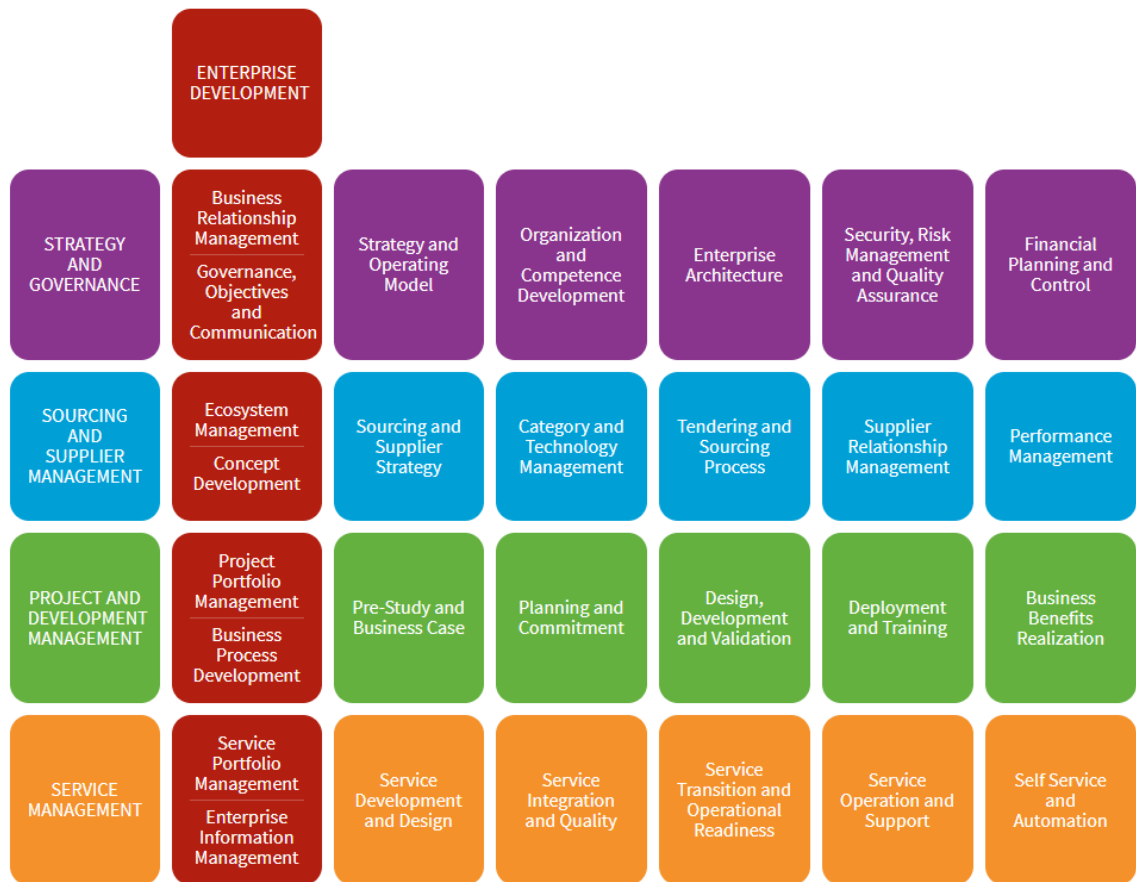 ENTERPRISE
DEVELOPMENT
STRATEGY
AND
GOVERNANCE
Business
Relationship
Management
Governance,
Objectives
and
Communication
Strategy and
Operating
Model
Organization
and
Competence
Development
Enterprise
Architecture
Security, Risk
Management
and Quality
Assurance
Financial
Planning and
Control
SOURCING
AND
SUPPLIER
MANAGEMENT
Ecosystem
Management
Concept
Development
Sourcing and
Supplier
Strategy
Category and
Technology
Management
Tendering and
Sourcing
Process
Supplier
Relationship
Management
Performance
Management
PROJECT AND
DEVELOPMENT
MANAGEMENT
Project
Portfolio
Management
Business
Process
Development
Pre-Study and
Business Case
Planning and
Commitment
Design,
Development
and Validation
Deployment
and Training
Business
Benefits
Realization
SERVICE
MANAGEMENT
Service
Portfolio
Management
Enterprise
Information
Management
Service
Development
and Design
Service
Integration
and Quality
Service
Transition and
Operational
Readiness
Service
Operation and
Support
Self Service
and
Automation